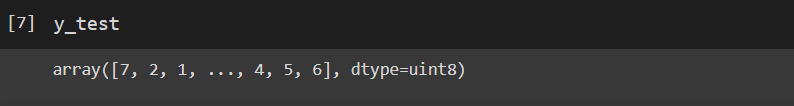 [7] y_test
array([7, 2, 1, ..., 4, 5, 6], dtype=uint8)